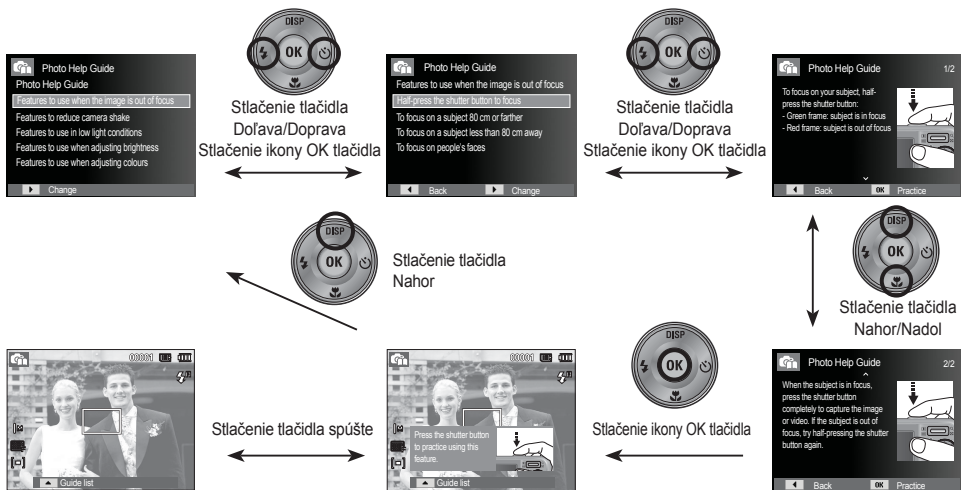 DISP
OK
Photo Help Guide
Photo Help Guide
Features to use when the image is out of focus
Features to reduce camera shake
Features to use in low light conditions
Features to use when adjusting brightness
Features to use when adjusting colours
Change
Stlačenie tlačidla
Doľava/Doprava
Stlačenie ikony OK tlačidla
Photo Help Guide
Features to use when the image is out of focus
Half-press the shutter button to focus
To focus on a subject 80 cm or farther
To focus on a subject less than 80 cm away
To focus on people's faces
Back Change
DISP
OK
Stlačenie tlačidla
Doľava/Doprava
Stlačenie ikony OK tlačidla
Photo Help Guide 1/2
To focus on your subject, half-
press the shutter button:
- Green frame: subject is in focus
- Red frame: subject is out of focus
Back OK Practice
DISP
OK
Stlačenie tlačidla
Nahor
DISP
OK
Stlačenie tlačidla
Nahor/Nadol
00001
Guide list
Stlačenie tlačidla spúšte
00001
Press the shutter button
to practice using this
feature.
Guide list
DISP
OK
Stlačenie ikony OK tlačidla
Photo Help Guide 2/2
When the subject is in focus,
press the shutter button
completely to capture the image
or video. If the subject is out of
focus, try half-pressing the shutter
button again.
Back OK Practice